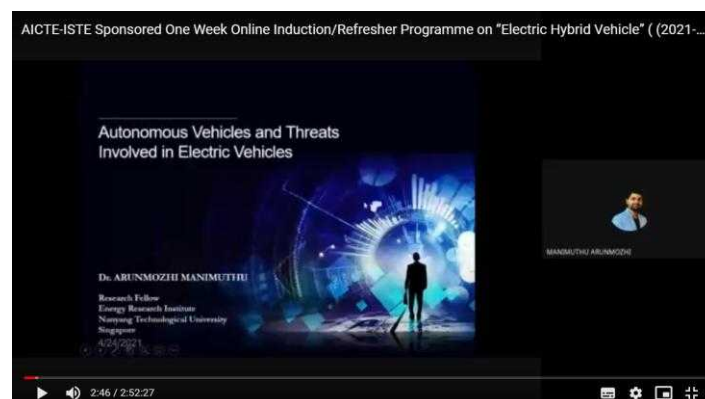 AICTE-ISTE Sponsored One Week Online Induction/Refresher Programme on “Electric Hybrid Vehicle” ( (2021-...
Autonomous Vehicles and Threats
Involved in Electric Vehicles
Dr. ARUNMOZHI MANIMUTHU
Research Fellow
Energy Research Institute
Nanyang Technological University
Singapore
4/24/2021
MANIMUTHU ARUNMOZHI
2:46 / 2:52:27